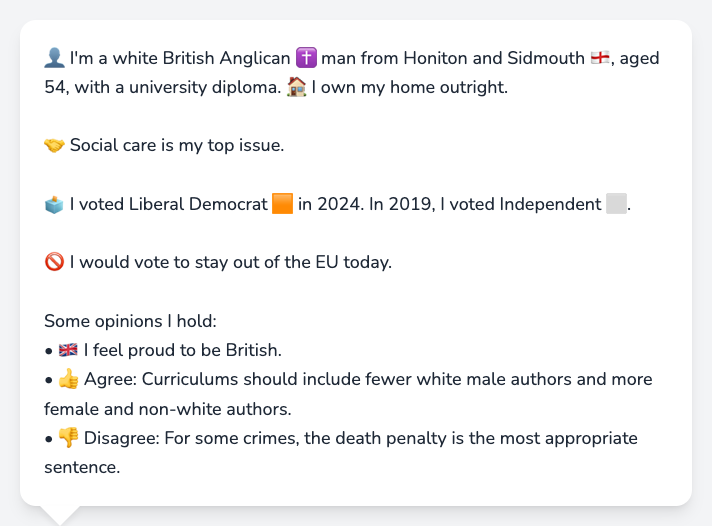 👤 I'm a white British Anglican ✝️ man from Honiton and Sidmouth 🏴󠁧󠁢󠁥󠁮󠁧󠁿, aged
54, with a university diploma. 🏠 I own my home outright.
🤝 Social care is my top issue.
🗳️ I voted Liberal Democrat 🟧 in 2024. In 2019, I voted Independent ⬜.
🚫 I would vote to stay out of the EU today.
Some opinions I hold:
• 🇬🇧 I feel proud to be British.
• 👍 Agree: Curriculums should include fewer white male authors and more
female and non-white authors.
• 👎 Disagree: For some crimes, the death penalty is the most appropriate
sentence.